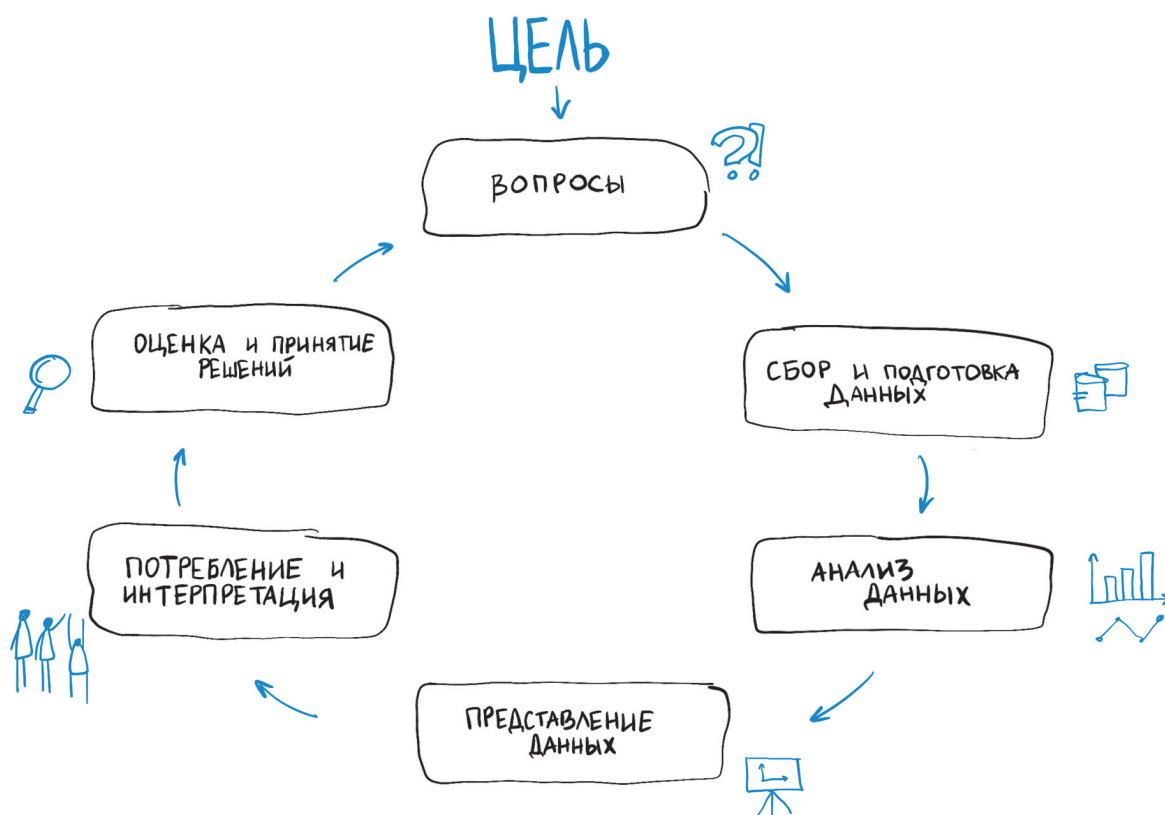 ЦЕЛЬ
ВОПРОСЫ
СБОР И ПОДГОТОВКА
ДАННЫХ
АНАЛИЗ
ДАННЫХ
ПРЕДСТАВЛЕНИЕ
ДАННЫХ
ПОТРЕБЛЕНИЕ И
ИНТЕРПРЕТАЦИЯ
ОЦЕНКА И ПРИНЯТИЕ
РЕШЕНИЙ